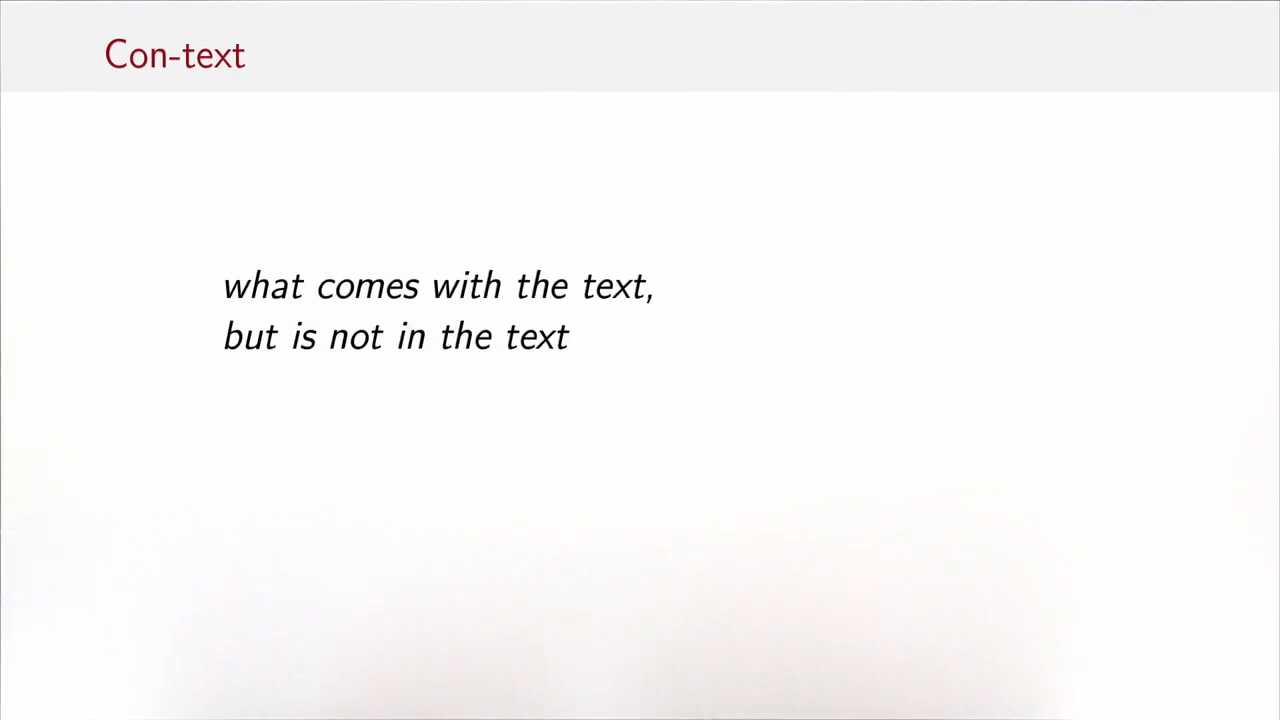 Con-text
what comes with the text,
but is not in the text